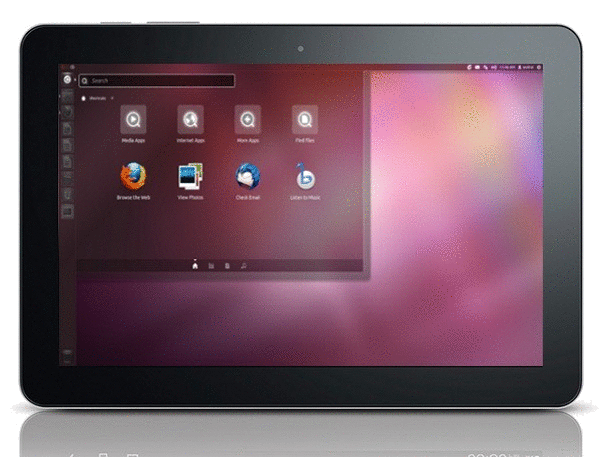 Search
Shortcuts
Media Apps
Internet Apps
More Apps
Find Files
Browse the Web
View Photos
Check Email
Listen to Music